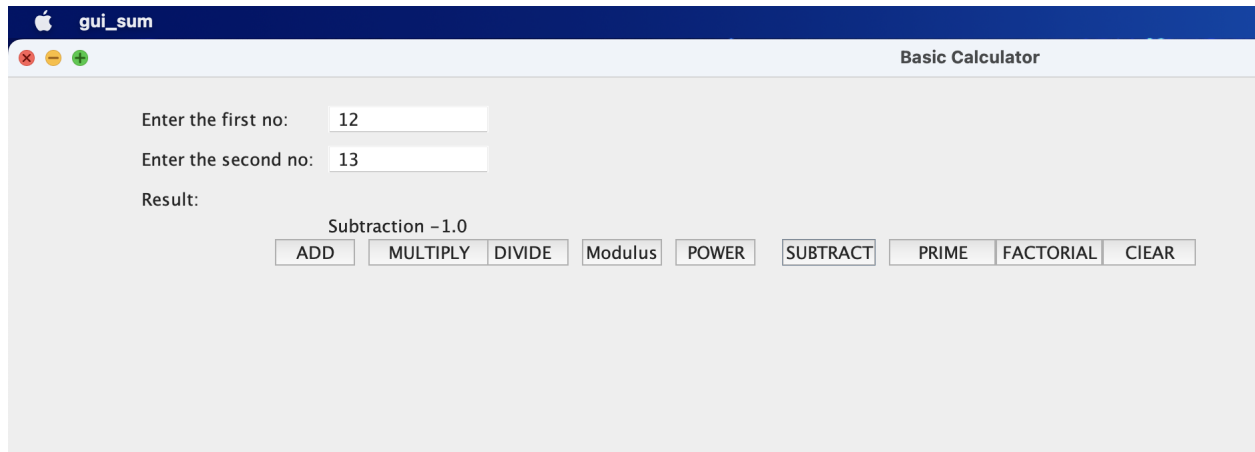 gui_sum
Basic Calculator
Enter the first no: 12
Enter the second no: 13
Result:
Subtraction -1.0
ADD MULTIPLY DIVIDE Modulus POWER SUBTRACT PRIME FACTORIAL ClEAR